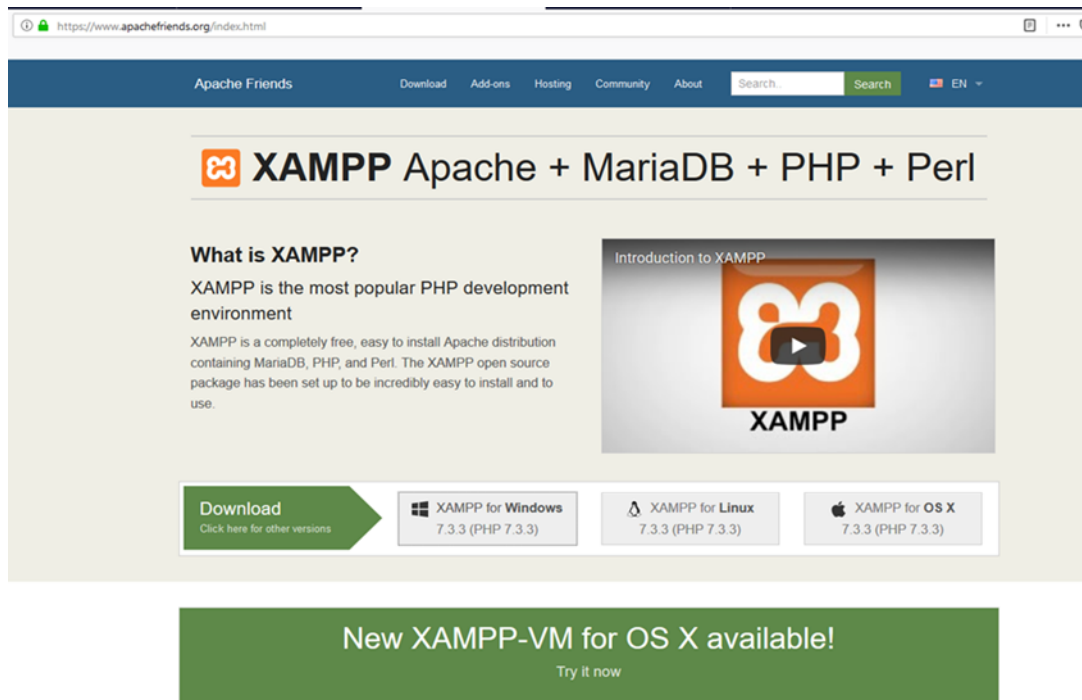 https://www.apachefriends.org/index.html
Apache Friends Download Add-ons Hosting Community About Search... Search EN
XAMPP Apache + MariaDB + PHP + Perl
What is XAMPP?
XAMPP is the most popular PHP development
environment
XAMPP is a completely free, easy to install Apache distribution
containing MariaDB, PHP, and Perl. The XAMPP open source
package has been set up to be incredibly easy to install and to
use.
Introduction to XAMPP
XAMPP
Download
Click here for other versions
XAMPP for Windows
7.3.3 (PHP 7.3.3)
XAMPP for Linux
7.3.3 (PHP 7.3.3)
XAMPP for OS X
7.3.3 (PHP 7.3.3)
New XAMPP-VM for OS X available!
Try it now